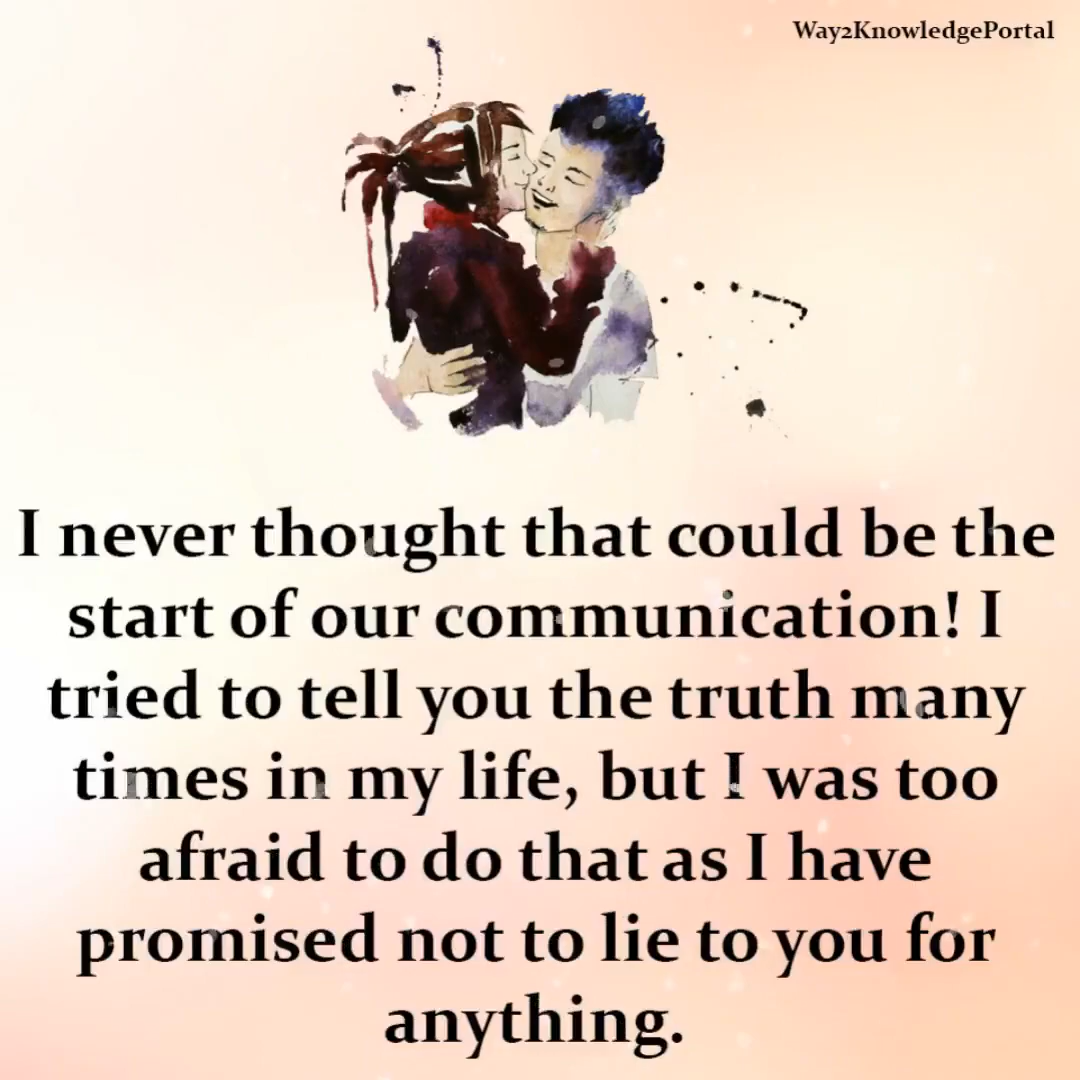 Way2KnowledgePortal
I never thought that could be the
start of our communication! I
tried to tell you the truth many
times in my life, but I was too
afraid to do that as I have
promised not to lie to you for
anything.